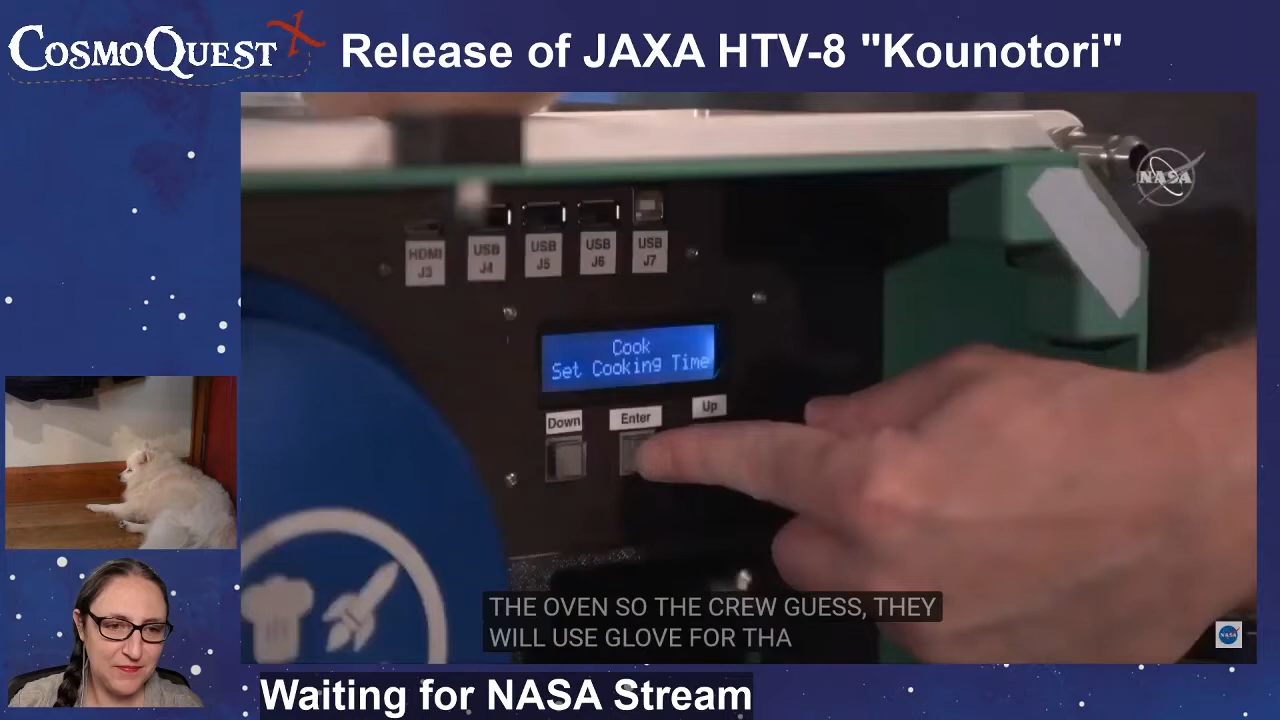 CosmoQuest X
Release of JAXA HTV-8 "Kounotori"
NASA
HDMI
J3
USB
J4
USB
J5
USB
J6
USB
J7
Cook
Set Cooking Time
Down
Enter
Up
THE OVEN SO THE CREW GUESS, THEY
WILL USE GLOVE FOR THA
NASA
Waiting for NASA Stream